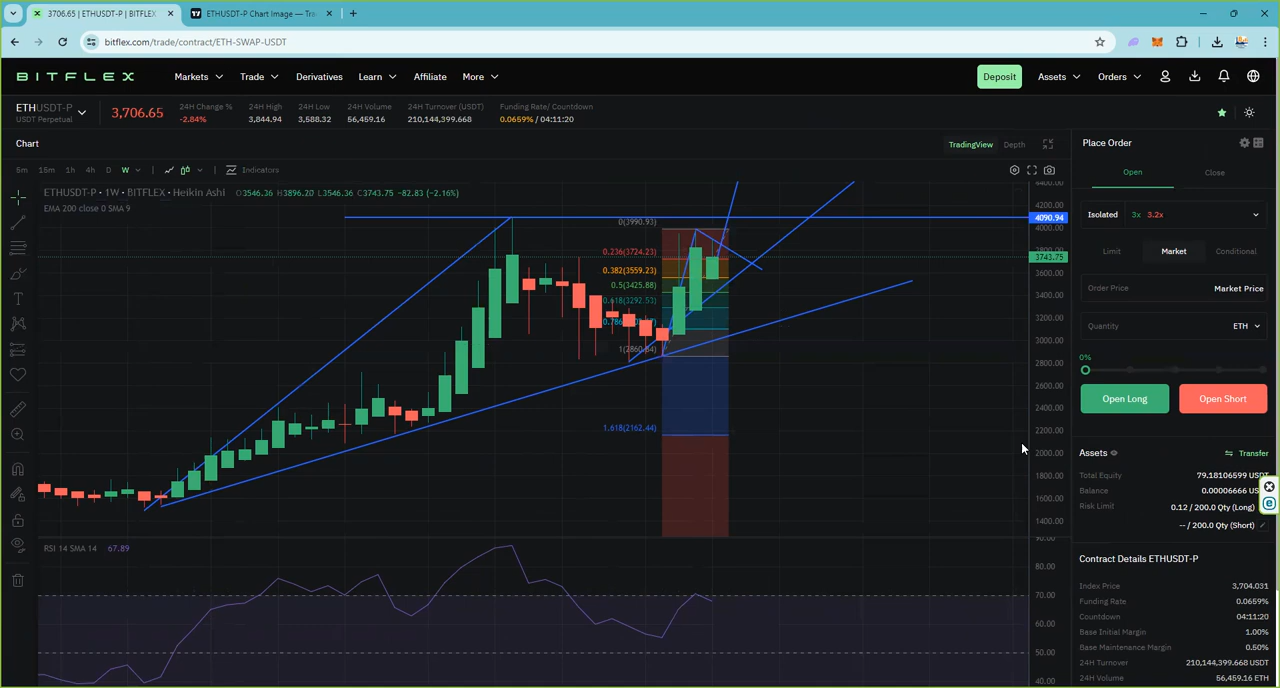 3706.65 | ETHUSDT-P | BITFLEX
ETHUSDT-P Chart Image — Tra
bitflex.com/trade/contract/ETH-SWAP-USDT
BITFLEX Markets Trade Derivatives Learn Affiliate More Deposit Assets Orders
ETHUSDT-P
USDT Perpetual
3,706.65
24H Change % 24H High 24H Low 24H Volume 24H Turnover (USDT) Funding Rate/ Countdown
-2.84% 3,844.94 3,588.32 56,459.16 210,144,399.668 0.0659% / 04:11:20
Chart
TradingView Depth
5m 15m 1h 4h D W Indicators
ETHUSDT-P · 1W · BITFLEX · Heikin Ashi O3546.36 H3896.20 L3546.36 C3743.75 -82.83 (-2.16%)
EMA 200 close 0 SMA 9
4200.00
4090.94
0(3990.93)
4000.00
0.236(3724.23)
3743.75
0.382(3559.23)
3600.00
0.5(3425.88)
3400.00
0.618(3292.53)
3200.00
3000.00
2800.00
2600.00
2400.00
1.618(2162.44)
2200.00
2000.00
1800.00
1600.00
1400.00
RSI 14 SMA 14 67.89
90.00
80.00
70.00
60.00
50.00
40.00
Place Order
Open Close
Isolated 3x 3.2x
Limit Market Conditional
Order Price Market Price
Quantity ETH
0%
Open Long Open Short
Assets Transfer
Total Equity 79.18106599 USDT
Balance 0.00006666
Risk Limit 0.12 / 200.0 Qty (Long)
-- / 200.0 Qty (Short)
Contract Details ETHUSDT-P
Index Price 3,704.031
Funding Rate 0.0659%
Countdown 04:11:20
Base Initial Margin 1.00%
Base Maintenance Margin 0.50%
24H Turnover 210,144,399.668 USDT
24H Volume 56,459.16 ETH